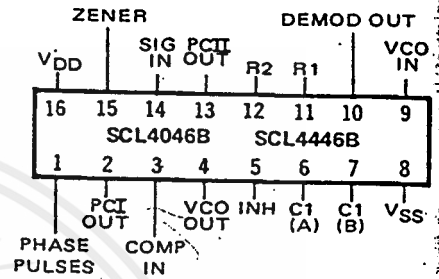 ZENER
DEMOD OUT
SIG IN
PCII OUT
VCO IN
VDD
R2
R1
16 15 14 13 12 11 10 9
SCL4046B SCL4446B
1 2 3 4 5 6 7 8
PCI OUT
VCO OUT
INH
C1 (A)
C1 (B)
VSS
PHASE PULSES
COMP IN